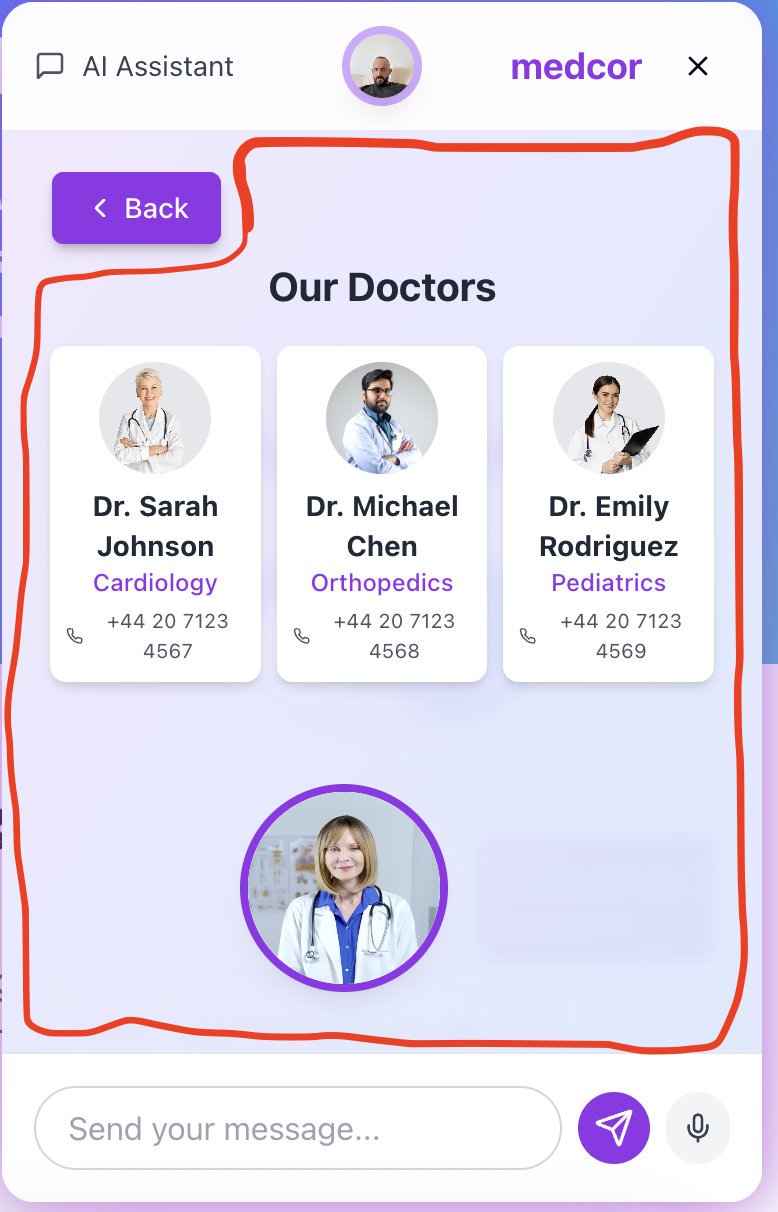 AI Assistant
medcor
Back
Our Doctors
Dr. Sarah
Johnson
Cardiology
+44 20 7123
4567
Dr. Michael
Chen
Orthopedics
+44 20 7123
4568
Dr. Emily
Rodriguez
Pediatrics
+44 20 7123
4569
Send your message...